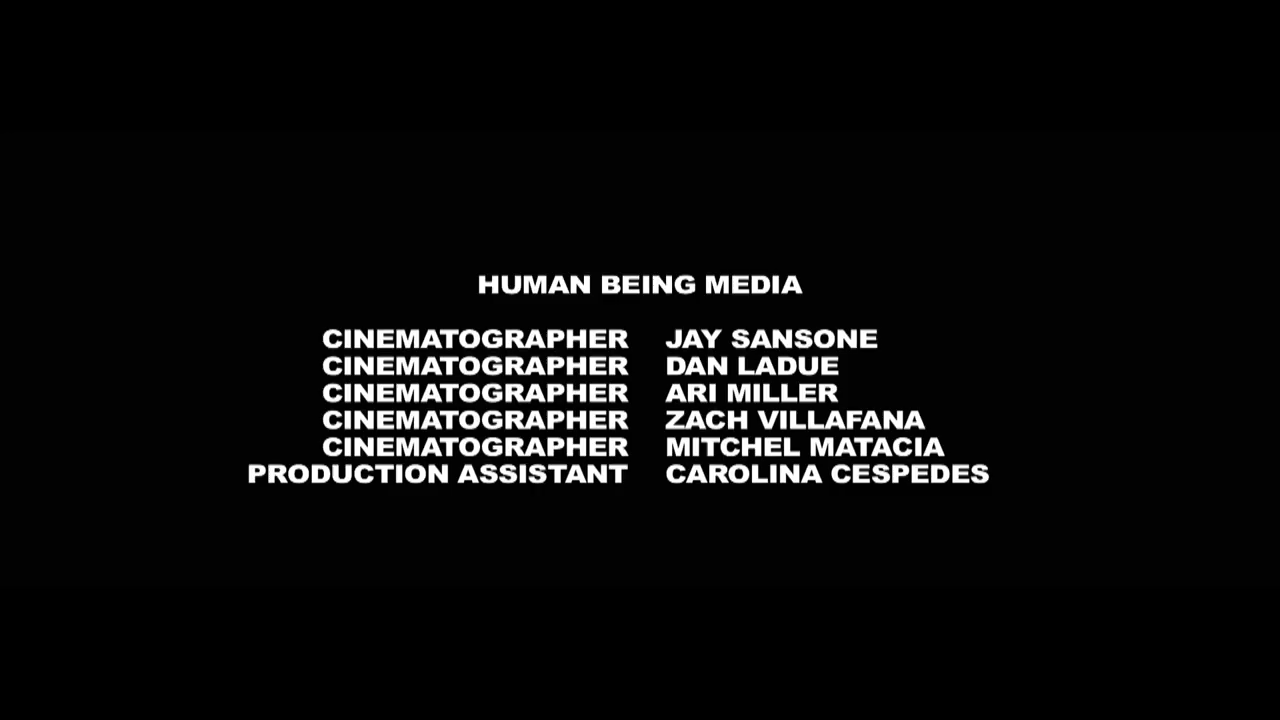 HUMAN BEING MEDIA
CINEMATOGRAPHER JAY SANSONE
CINEMATOGRAPHER DAN LADUE
CINEMATOGRAPHER ARI MILLER
CINEMATOGRAPHER ZACH VILLAFANA
CINEMATOGRAPHER MITCHEL MATACIA
PRODUCTION ASSISTANT CAROLINA CESPEDES